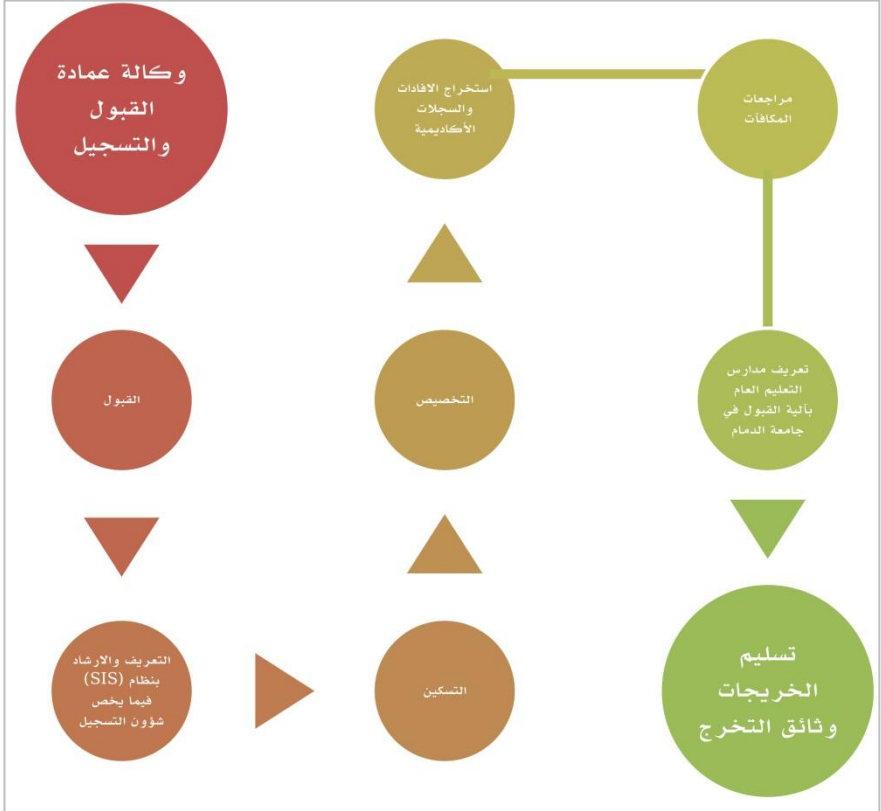 وكالة عمادة
القبول
والتسجيل
القبول
التعريف والارشاد
بنظام (SIS)
فيما يخص
شؤون التسجيل
التسكين
التخصيص
استخراج الافادات
والسجلات
الأكاديمية
مراجعات
المكافآت
تعريف مدارس
التعليم العام
بآلية القبول في
جامعة الدمام
تسليم
الخريجات
وثائق التخرج